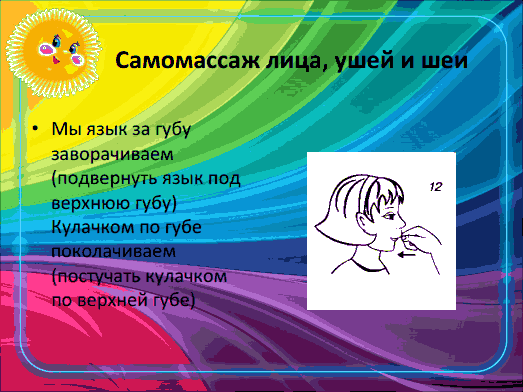 Самомассаж лица, ушей и шеи
• Мы язык за губу
заворачиваем
(подвернуть язык под
верхнюю губу)
Кулачком по губе
поколачиваем
(постучать кулачком
по верхней губе)
12